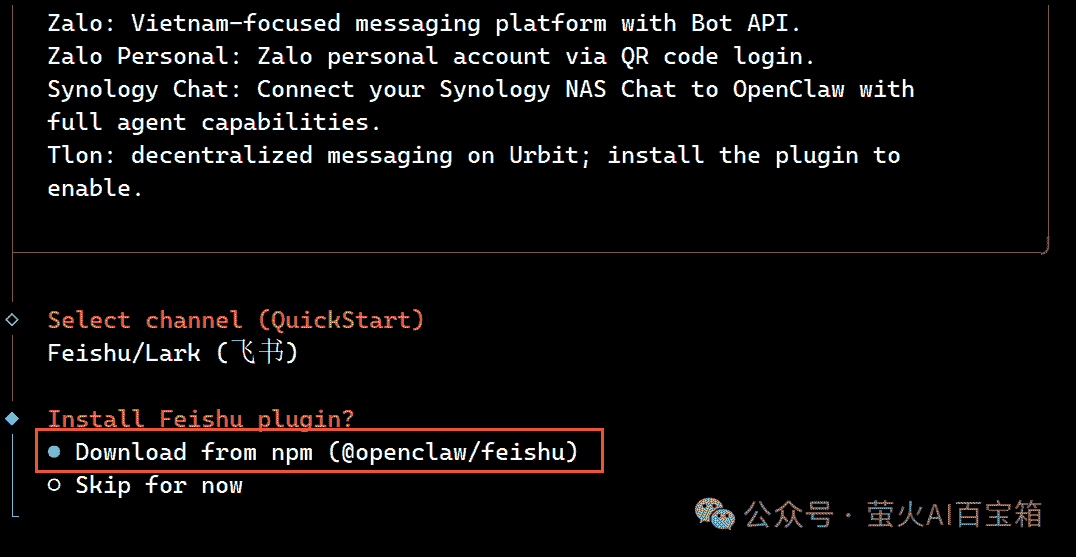 Zalo: Vietnam-focused messaging platform with Bot API.
Zalo Personal: Zalo personal account via QR code login.
Synology Chat: Connect your Synology NAS Chat to OpenClaw with
full agent capabilities.
Tlon: decentralized messaging on Urbit; install the plugin to
enable.
Select channel (QuickStart)
Feishu/Lark (飞书)
Install Feishu plugin?
Download from npm (@openclaw/feishu)
Skip for now
公众号 · 萤火AI百宝箱